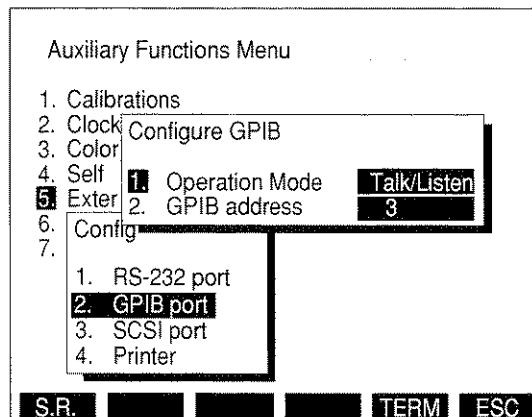 Auxiliary Functions Menu
1. Calibrations
2. Clock
3. Color
4. Self
5. Exter
6.
7.
Configure GPIB
1. Operation Mode Talk/Listen
2. GPIB address 3
Config
1. RS-232 port
2. GPIB port
3. SCSI port
4. Printer
S.R. TERM ESC